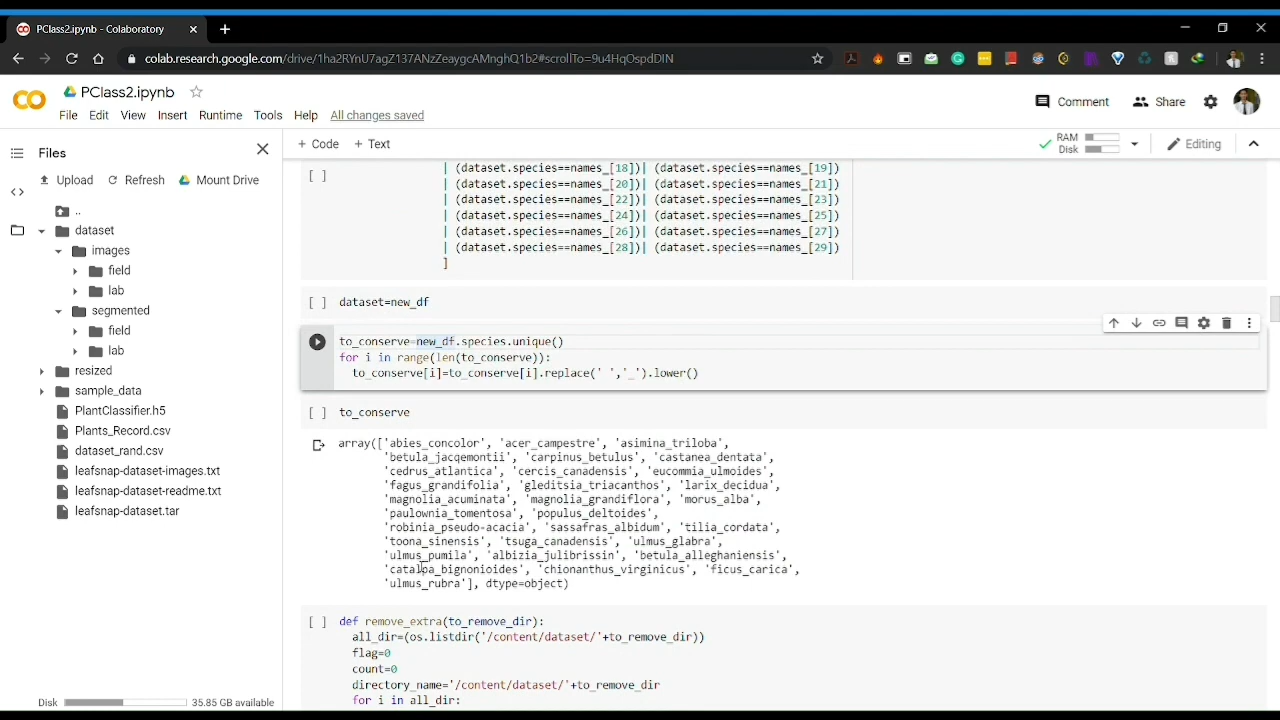 PClass2.ipynb - Colaboratory
colab.research.google.com/drive/1ha2RYnU7agZ137ANzZeaygcAMnghQ1b2#scrollTo=9u4HqOspdDIN
PClass2.ipynb
File Edit View Insert Runtime Tools Help All changes saved
Comment Share
Files
+ Code + Text
RAM
Disk
Editing
Upload Refresh Mount Drive
..
dataset
images
field
lab
segmented
field
lab
resized
sample_data
PlantClassifier.h5
Plants_Record.csv
dataset_rand.csv
leafsnap-dataset-images.txt
leafsnap-dataset-readme.txt
leafsnap-dataset.tar
Disk 35.85 GB available
[ ] | (dataset.species==names_[18])| (dataset.species==names_[19])
| (dataset.species==names_[20])| (dataset.species==names_[21])
| (dataset.species==names_[22])| (dataset.species==names_[23])
| (dataset.species==names_[24])| (dataset.species==names_[25])
| (dataset.species==names_[26])| (dataset.species==names_[27])
| (dataset.species==names_[28])| (dataset.species==names_[29])
]
[ ] dataset=new_df
to_conserve=new_df.species.unique()
for i in range(len(to_conserve)):
to_conserve[i]=to_conserve[i].replace(' ','_').lower()
[ ] to_conserve
array(['abies_concolor', 'acer_campestre', 'asimina_triloba',
'betula_jacqemontii', 'carpinus_betulus', 'castanea_dentata',
'cedrus_atlantica', 'cercis_canadensis', 'eucommia_ulmoides',
'fagus_grandifolia', 'gleditsia_triacanthos', 'larix_decidua',
'magnolia_acuminata', 'magnolia_grandiflora', 'morus_alba',
'paulownia_tomentosa', 'populus_deltoides',
'robinia_pseudo-acacia', 'sassafras_albidum', 'tilia_cordata',
'toona_sinensis', 'tsuga_canadensis', 'ulmus_glabra',
'ulmus_pumila', 'albizia_julibrissin', 'betula_alleghaniensis',
'catalpa_bignonioides', 'chionanthus_virginicus', 'ficus_carica',
'ulmus_rubra'], dtype=object)
[ ] def remove_extra(to_remove_dir):
all_dir=(os.listdir('/content/dataset/'+to_remove_dir))
flag=0
count=0
directory_name='/content/dataset/'+to_remove_dir
for i in all_dir: